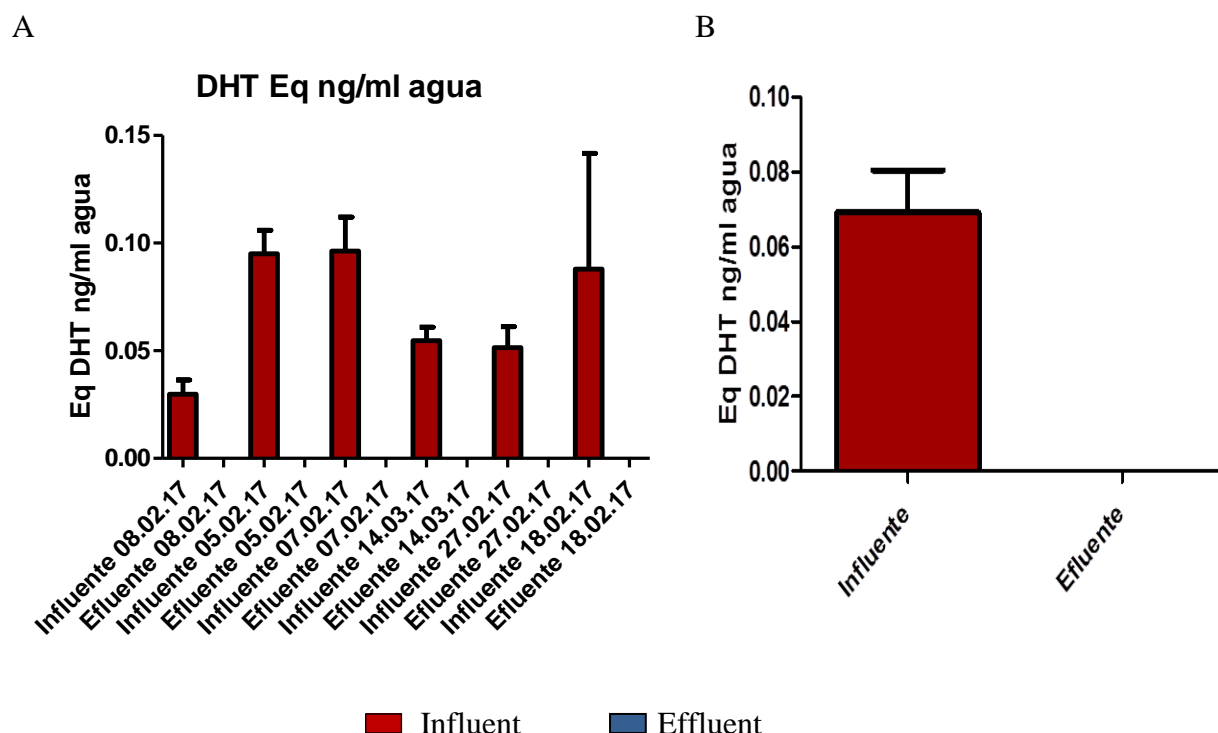 A
B
DHT Eq ng/ml agua
Eq DHT ng/ml agua
0.15
0.10
0.05
0.00
Influente 08.02.17
Efluente 08.02.17
Influente 05.02.17
Efluente 05.02.17
Influente 07.02.17
Efluente 07.02.17
Influente 14.03.17
Efluente 14.03.17
Influente 27.02.17
Efluente 27.02.17
Influente 18.02.17
Efluente 18.02.17
Eq DHT ng/ml agua
0.10
0.08
0.06
0.04
0.02
0.00
Influente
Efluente
Influent
Effluent